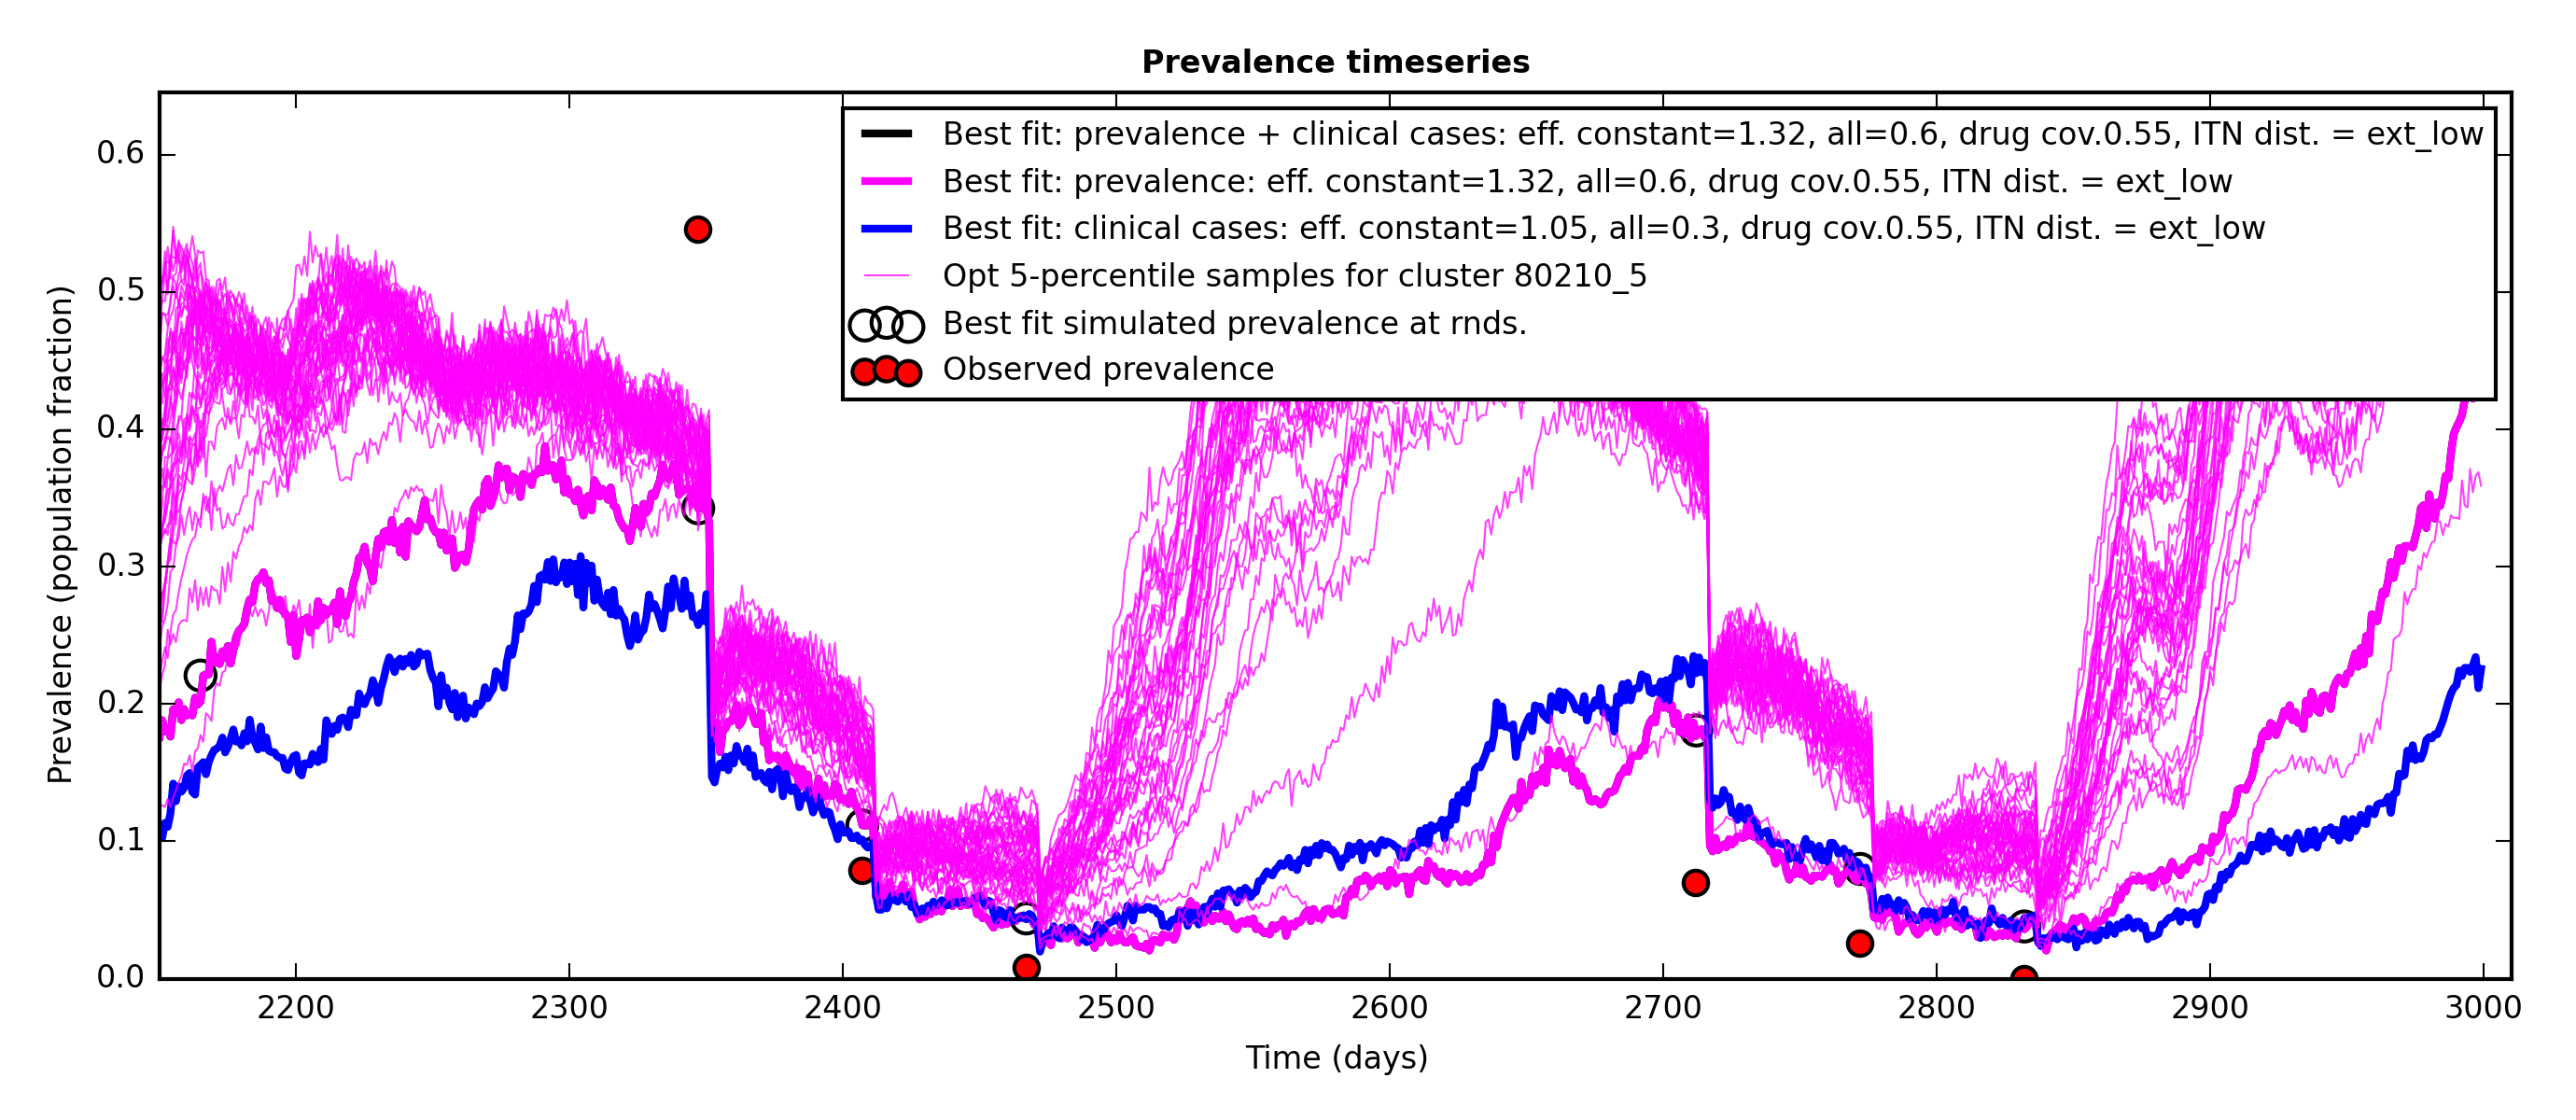 Prevalence timeseries
Best fit: prevalence + clinical cases: eff. constant=1.32, all=0.6, drug cov.0.55, ITN dist. = ext_low
Best fit: prevalence: eff. constant=1.32, all=0.6, drug cov.0.55, ITN dist. = ext_low
Best fit: clinical cases: eff. constant=1.05, all=0.3, drug cov.0.55, ITN dist. = ext_low
Opt 5-percentile samples for cluster 80210_5
Best fit simulated prevalence at rnds.
Observed prevalence
Prevalence (population fraction)
0.6
0.5
0.4
0.3
0.2
0.1
0.0
2200 2300 2400 2500 2600 2700 2800 2900 3000
Time (days)